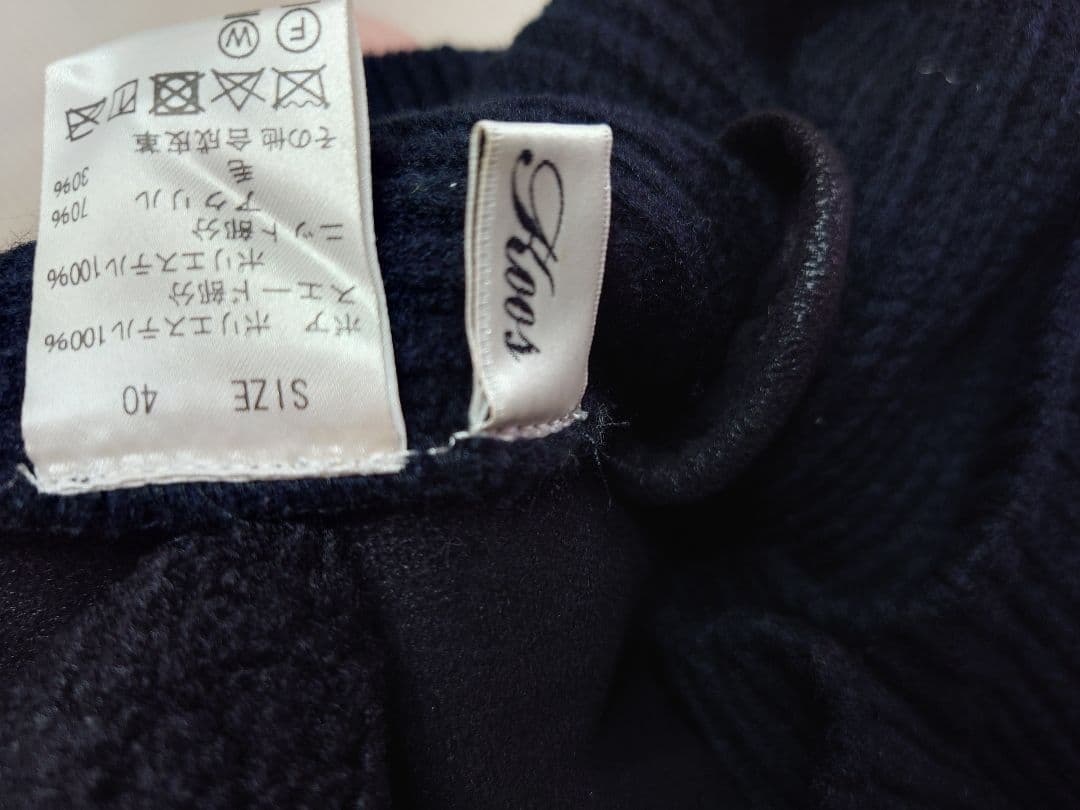 SIZE 40
ボア ポリエステル100%
スエード部分
ポリエステル100%
ニット部分
アクリル 70%
毛 30%
その他 合成皮革
W F
Koos